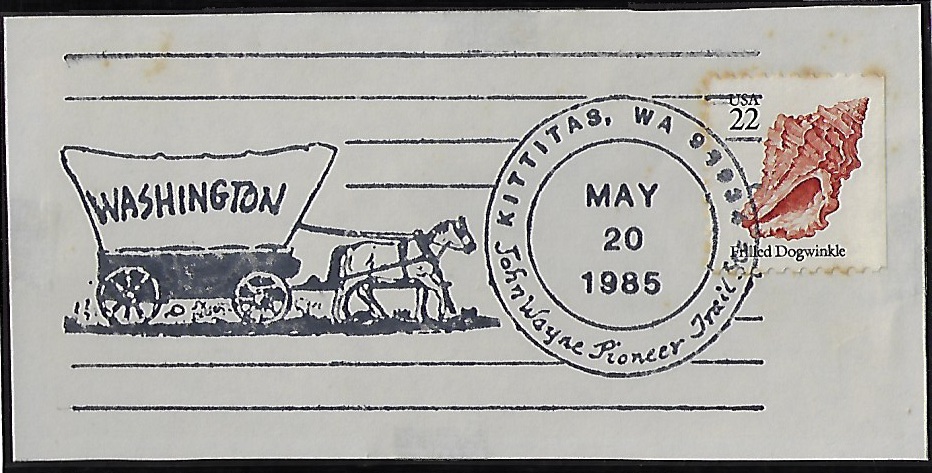 WASHINGTON
KITTITAS, WA
MAY
20
1985
John Wayne Pioneer Trail
USA
22
Frilled Dogwinkle